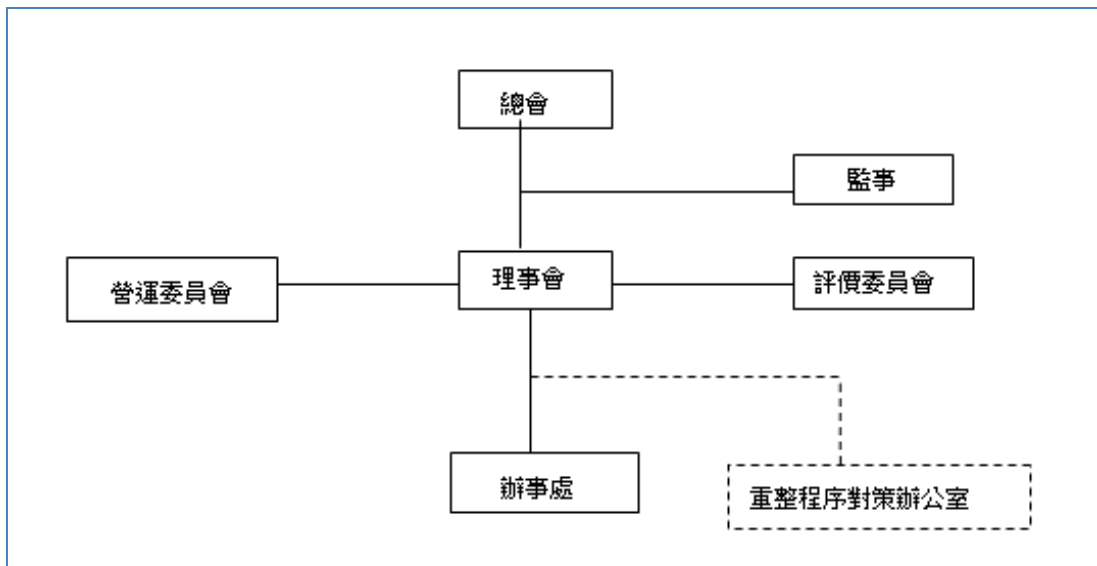 總會
監事
營運委員會
理事會
評價委員會
辦事處
重整程序對策辦公室